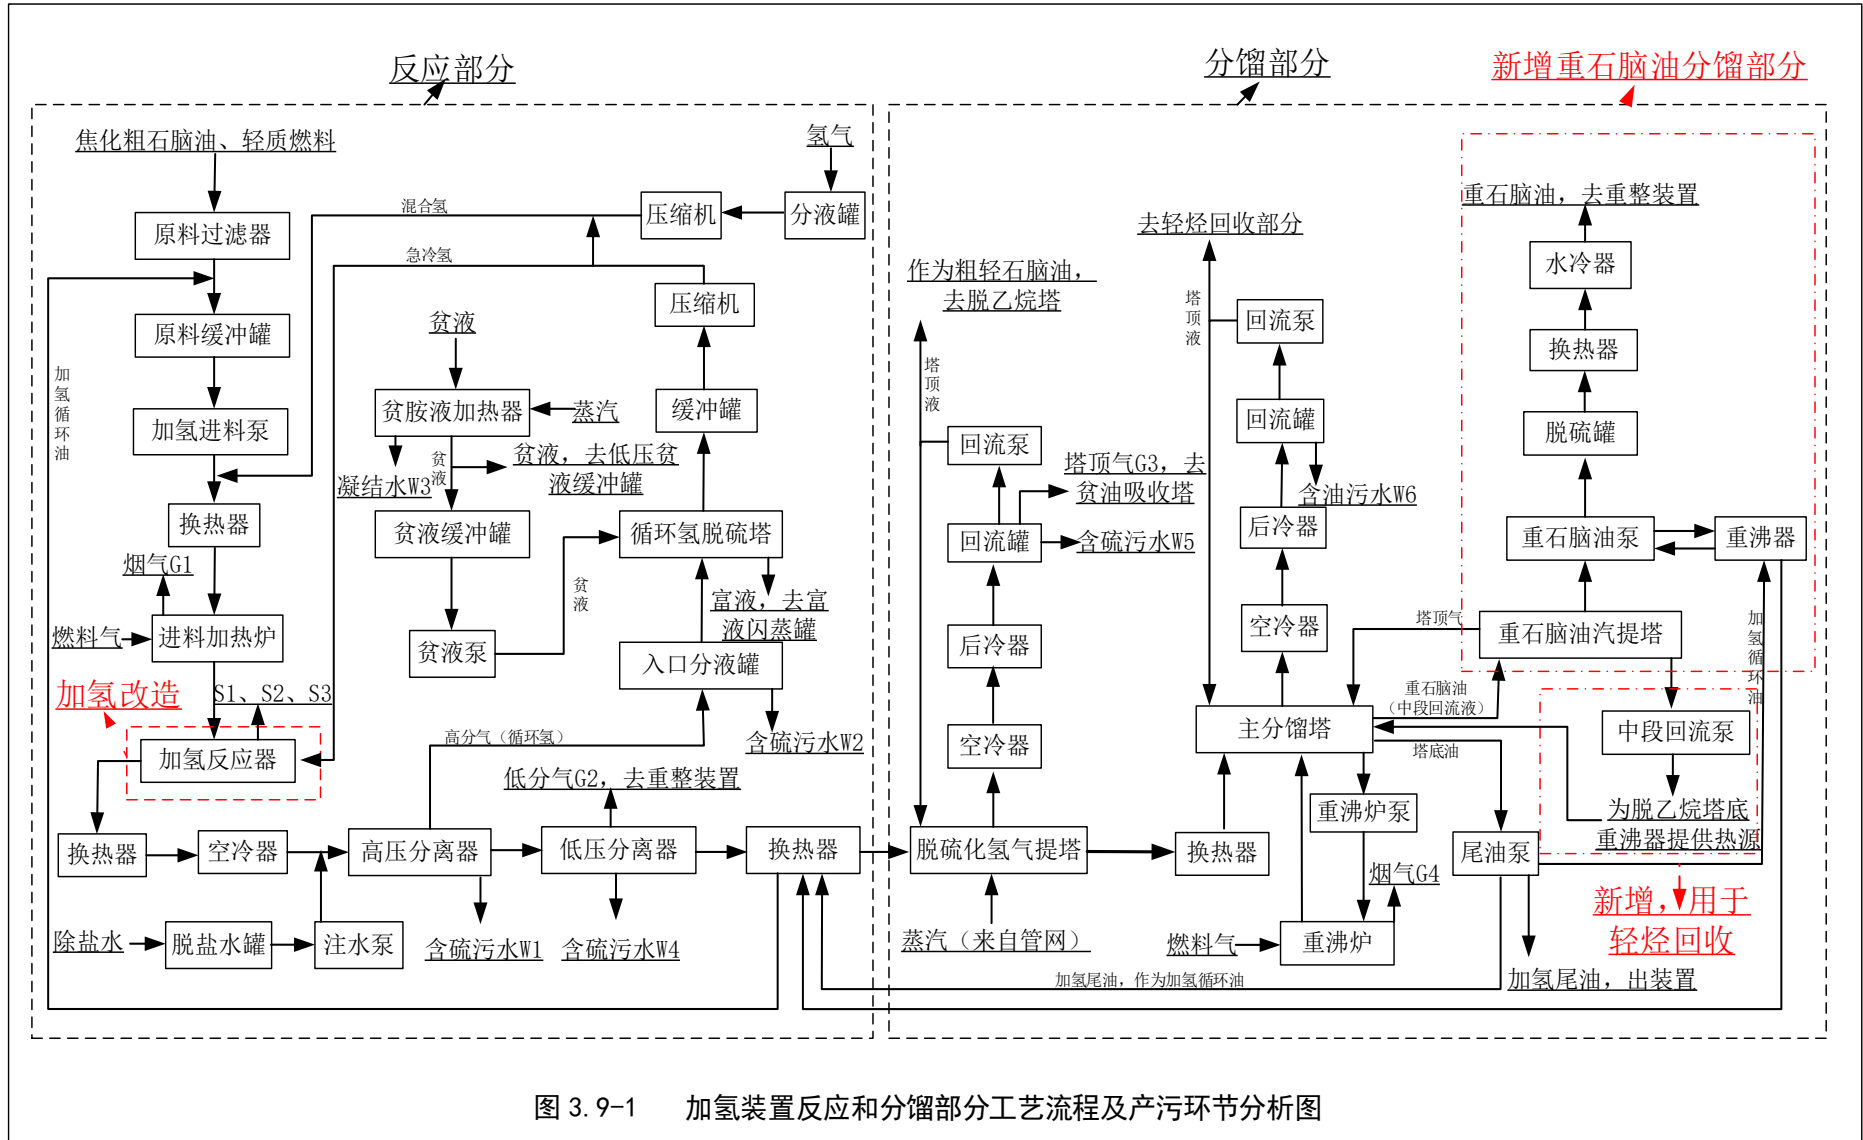 反应部分
分馏部分
新增重石脑油分馏部分
焦化粗石脑油、轻质燃料
氢气
原料过滤器
混合氢
压缩机
分液罐
急冷氢
压缩机
原料缓冲罐
贫液
加氢循环油
加氢进料泵
贫胺液加热器
蒸汽
缓冲罐
凝结水W3
贫液
贫液，去低压贫
液缓冲罐
换热器
贫液缓冲罐
循环氢脱硫塔
烟气G1
贫液
富液，去富
液闪蒸罐
燃料气
进料加热炉
贫液泵
入口分液罐
加氢改造
S1、S2、S3
加氢反应器
高分气（循环氢）
含硫污水W2
低分气G2，去重整装置
换热器
空冷器
高压分离器
低压分离器
换热器
除盐水
脱盐水罐
注水泵
含硫污水W1
含硫污水W4
作为粗轻石脑油，
去脱乙烷塔
塔顶液
回流泵
塔顶气G3，去
贫油吸收塔
回流罐
含硫污水W5
后冷器
空冷器
脱硫化氢气提塔
蒸汽（来自管网）
去轻烃回收部分
塔顶液
回流泵
回流罐
含油污水W6
后冷器
空冷器
主分馏塔
换热器
重沸炉泵
烟气G4
燃料气
重沸炉
加氢尾油，作为加氢循环油
重石脑油，去重整装置
水冷器
换热器
脱硫罐
重石脑油泵
重沸器
塔顶气
重石脑油汽提塔
加氢循环油
重石脑油
（中段回流液）
塔底油
中段回流泵
为脱乙烷塔底
重沸器提供热源
尾油泵
新增，用于
轻烃回收
加氢尾油，出装置
图 3.9-1 加氢装置反应和分馏部分工艺流程及产污环节分析图